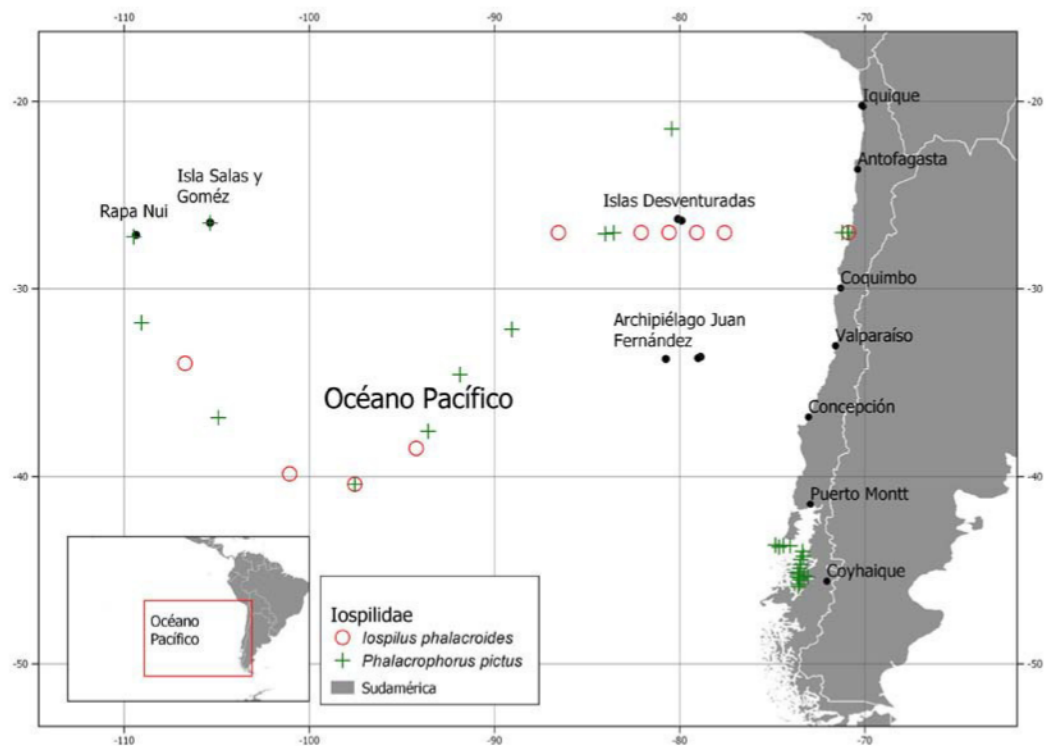 -110
-100
-90
-80
-70
-20
-20
Iquique
Antofagasta
Isla Salas y
Goméz
Rapa Nui
Islas Desventuradas
-30
-30
Coquimbo
Archipiélago Juan
Fernández
Valparaíso
Océano Pacífico
Concepción
-40
-40
Puerto Montt
Coyhaique
Océano
Pacífico
Iospilidae
Iospilus phalacroides
Phalacrophorus pictus
Sudamérica
-50
-50
-110
-100
-90
-80
-70